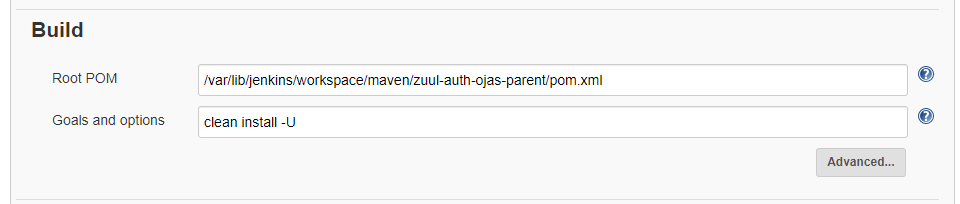 Build
Root POM /var/lib/jenkins/workspace/maven/zuul-auth-ojas-parent/pom.xml ?
Goals and options clean install -U ?
Advanced...